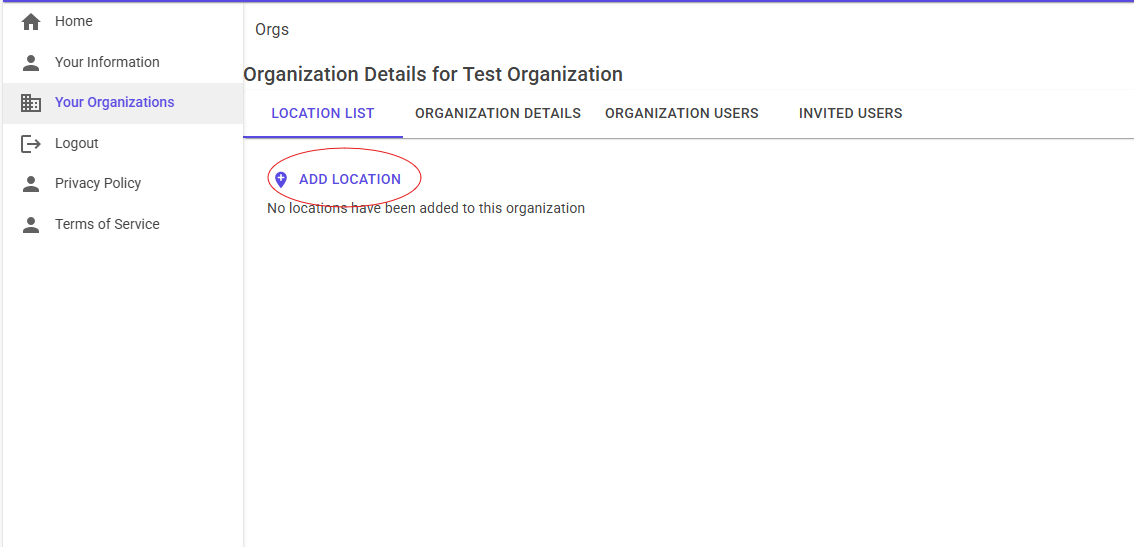 Home
Your Information
Your Organizations
Logout
Privacy Policy
Terms of Service
Orgs
Organization Details for Test Organization
LOCATION LIST ORGANIZATION DETAILS ORGANIZATION USERS INVITED USERS
ADD LOCATION
No locations have been added to this organization